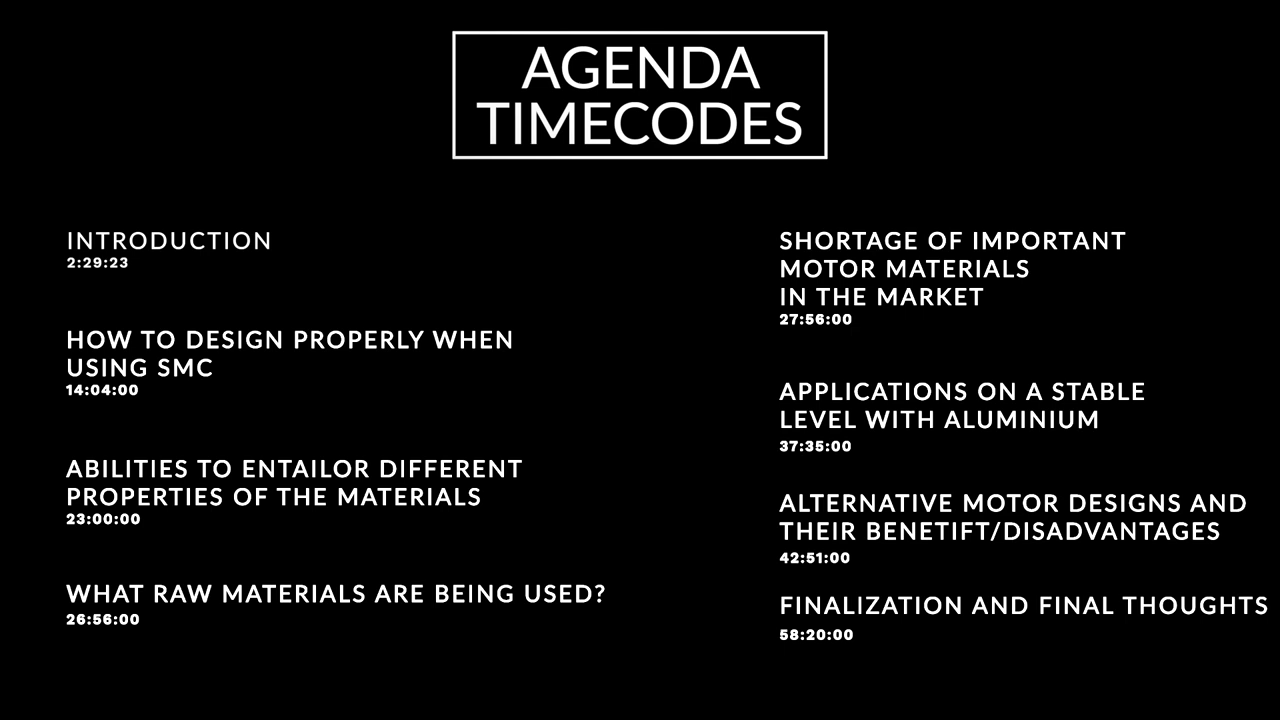 AGENDA
TIMECODES
INTRODUCTION
2:29:23
HOW TO DESIGN PROPERLY WHEN
USING SMC
14:04:00
ABILITIES TO ENTAILOR DIFFERENT
PROPERTIES OF THE MATERIALS
23:00:00
WHAT RAW MATERIALS ARE BEING USED?
26:56:00
SHORTAGE OF IMPORTANT
MOTOR MATERIALS
IN THE MARKET
27:56:00
APPLICATIONS ON A STABLE
LEVEL WITH ALUMINIUM
37:35:00
ALTERNATIVE MOTOR DESIGNS AND
THEIR BENETIFT/DISADVANTAGES
42:51:00
FINALIZATION AND FINAL THOUGHTS
58:20:00